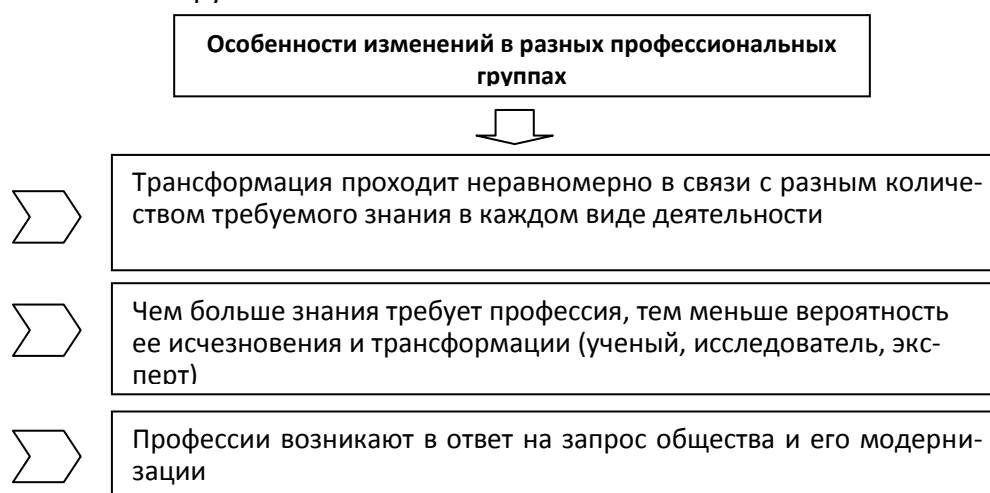 Особенности изменений в разных профессиональных
группах
Трансформация проходит неравномерно в связи с разным количе-
ством требуемого знания в каждом виде деятельности
Чем больше знания требует профессия, тем меньше вероятность
ее исчезновения и трансформации (ученый, исследователь, экс-
перт)
Профессии возникают в ответ на запрос общества и его модерни-
зации